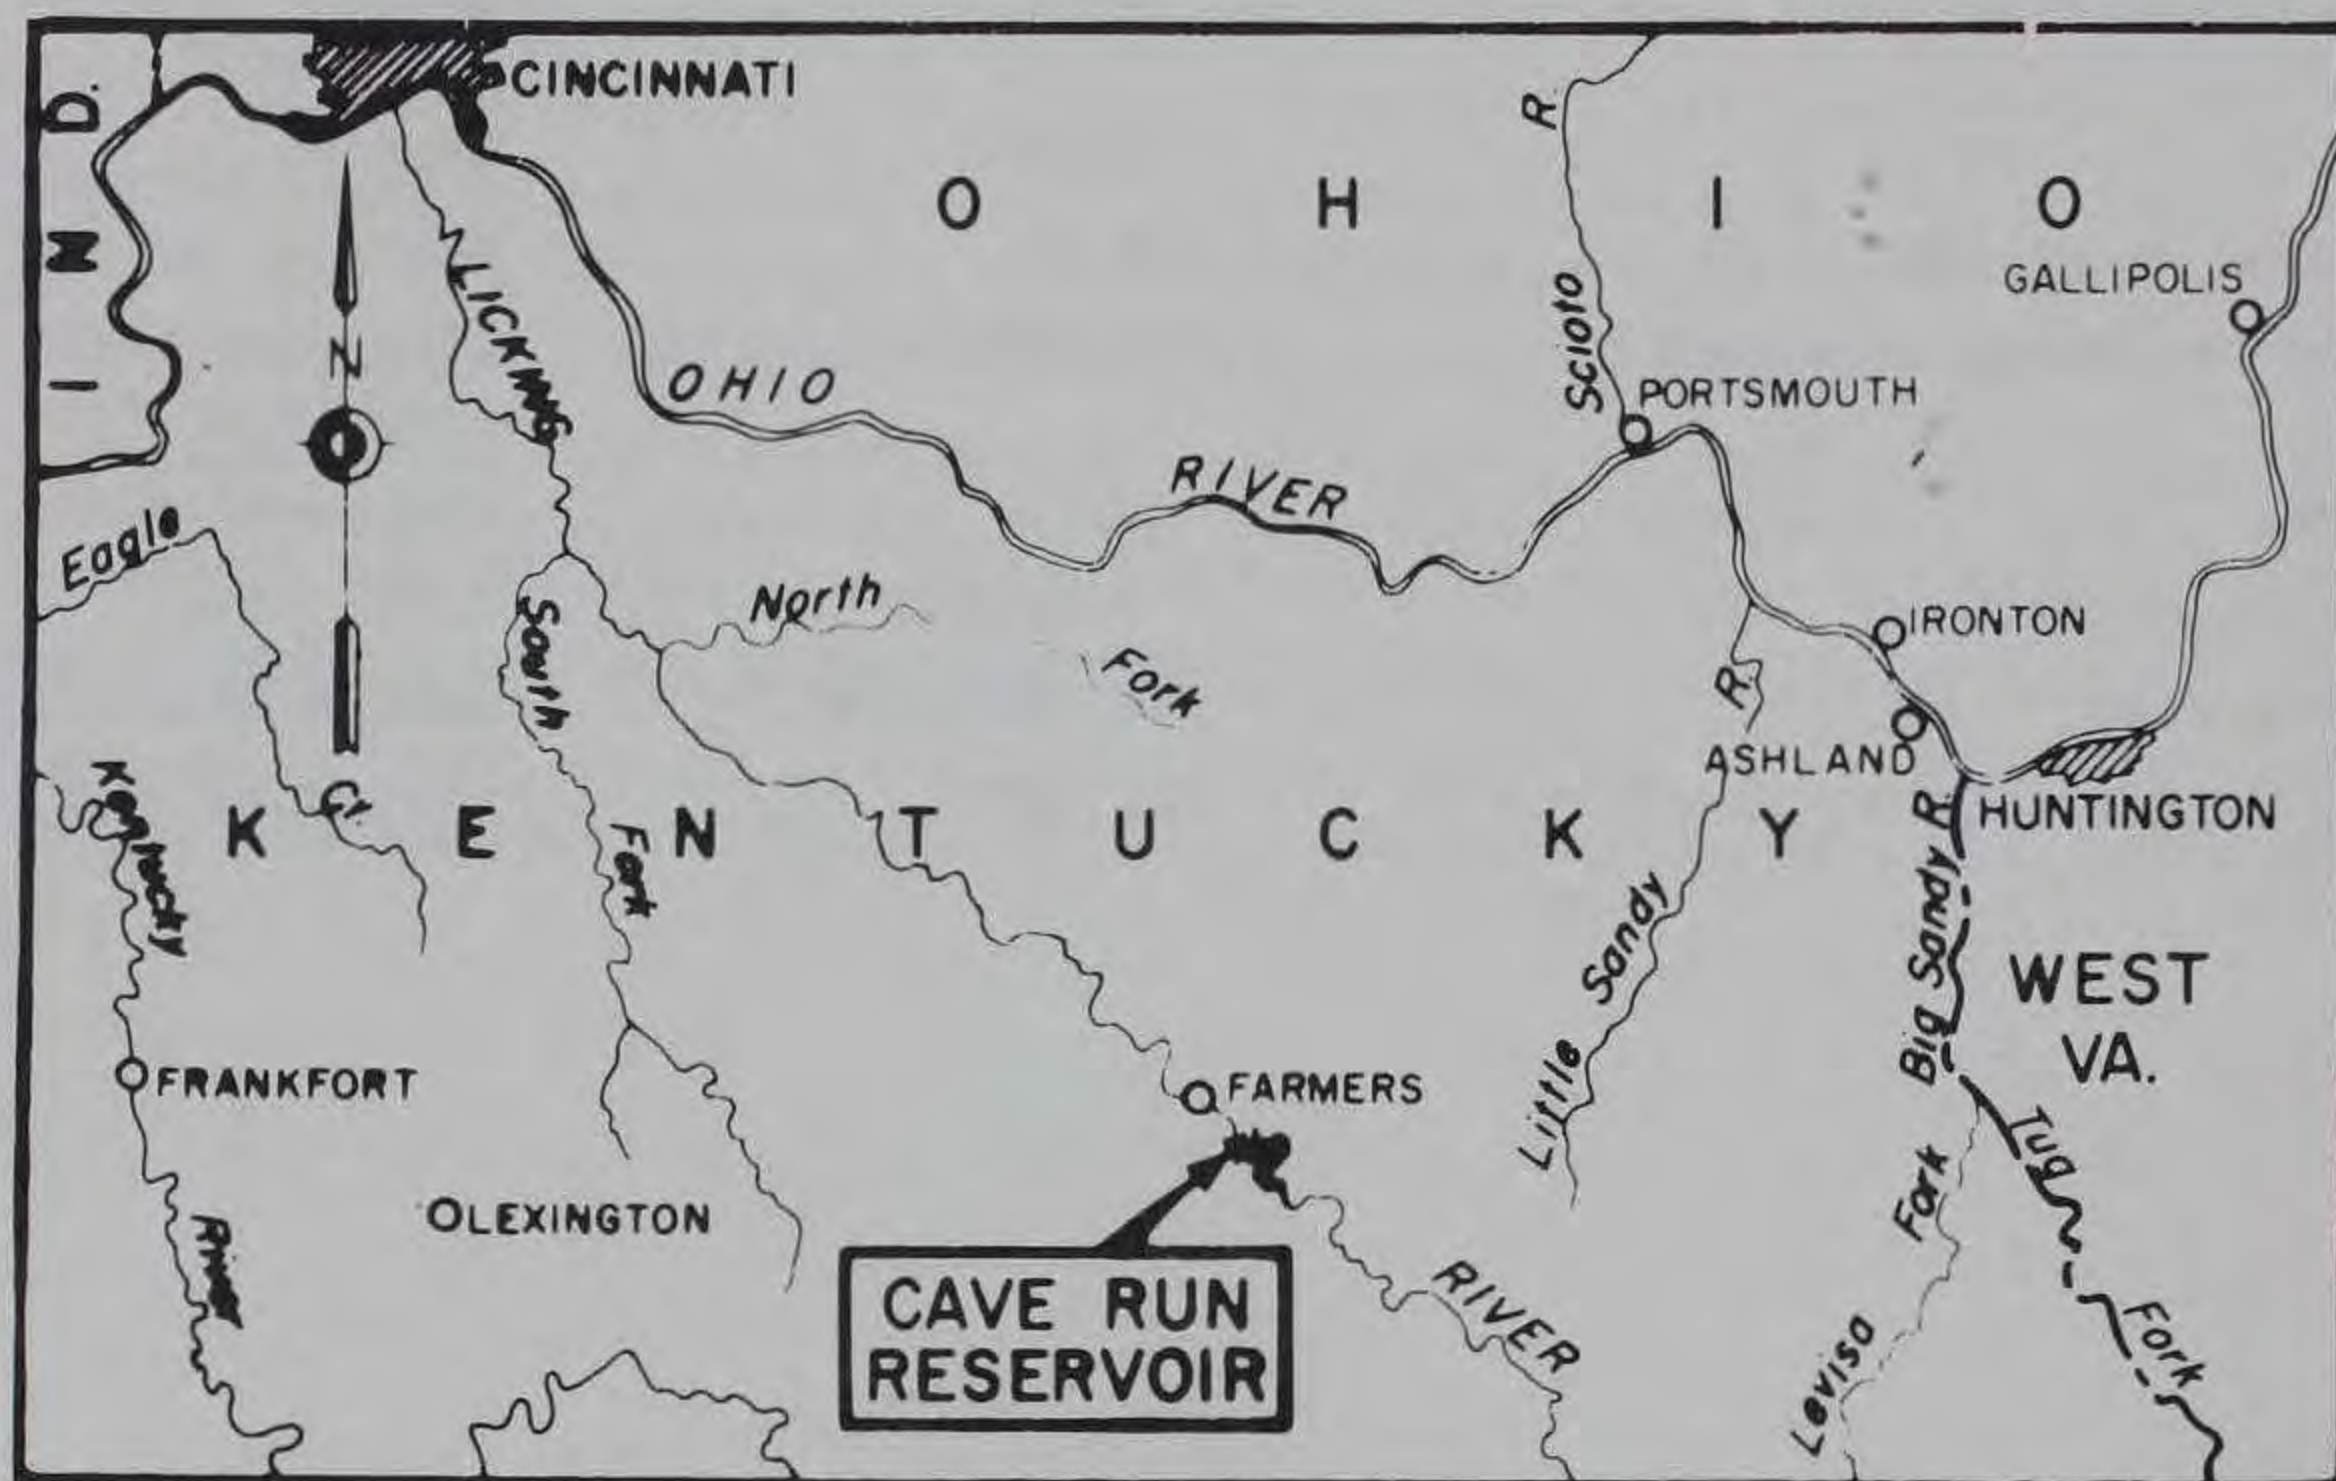 CINCINNATI
IND.
N
O H I O
R.
Scioto
GALLIPOLIS
LICKING
OHIO
RIVER
PORTSMOUTH
Eagle
Cr.
North
Fork
South
Fork
IRONTON
R.
ASHLAND
HUNTINGTON
K E N T U C K Y
Kentucky
River
Little Sandy
Big Sandy R.
WEST
VA.
FRANKFORT
FARMERS
LEXINGTON
CAVE RUN
RESERVOIR
RIVER
Tug
Fork
Levisa
Fork